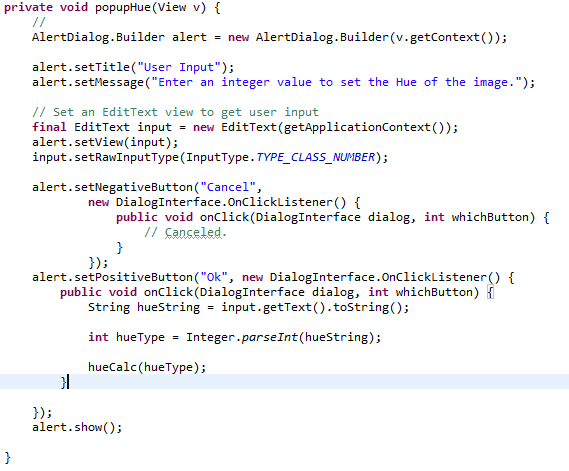 private void popupHue(View v) {
//
AlertDialog.Builder alert = new AlertDialog.Builder(v.getContext());
alert.setTitle("User Input");
alert.setMessage("Enter an integer value to set the Hue of the image.");
// Set an EditText view to get user input
final EditText input = new EditText(getApplicationContext());
alert.setView(input);
input.setRawInputType(InputType.TYPE_CLASS_NUMBER);
alert.setNegativeButton("Cancel",
new DialogInterface.OnClickListener() {
public void onClick(DialogInterface dialog, int whichButton) {
// Canceled.
}
});
alert.setPositiveButton("Ok", new DialogInterface.OnClickListener() {
public void onClick(DialogInterface dialog, int whichButton) {
String hueString = input.getText().toString();
int hueType = Integer.parseInt(hueString);
hueCalc(hueType);
}
});
alert.show();
}